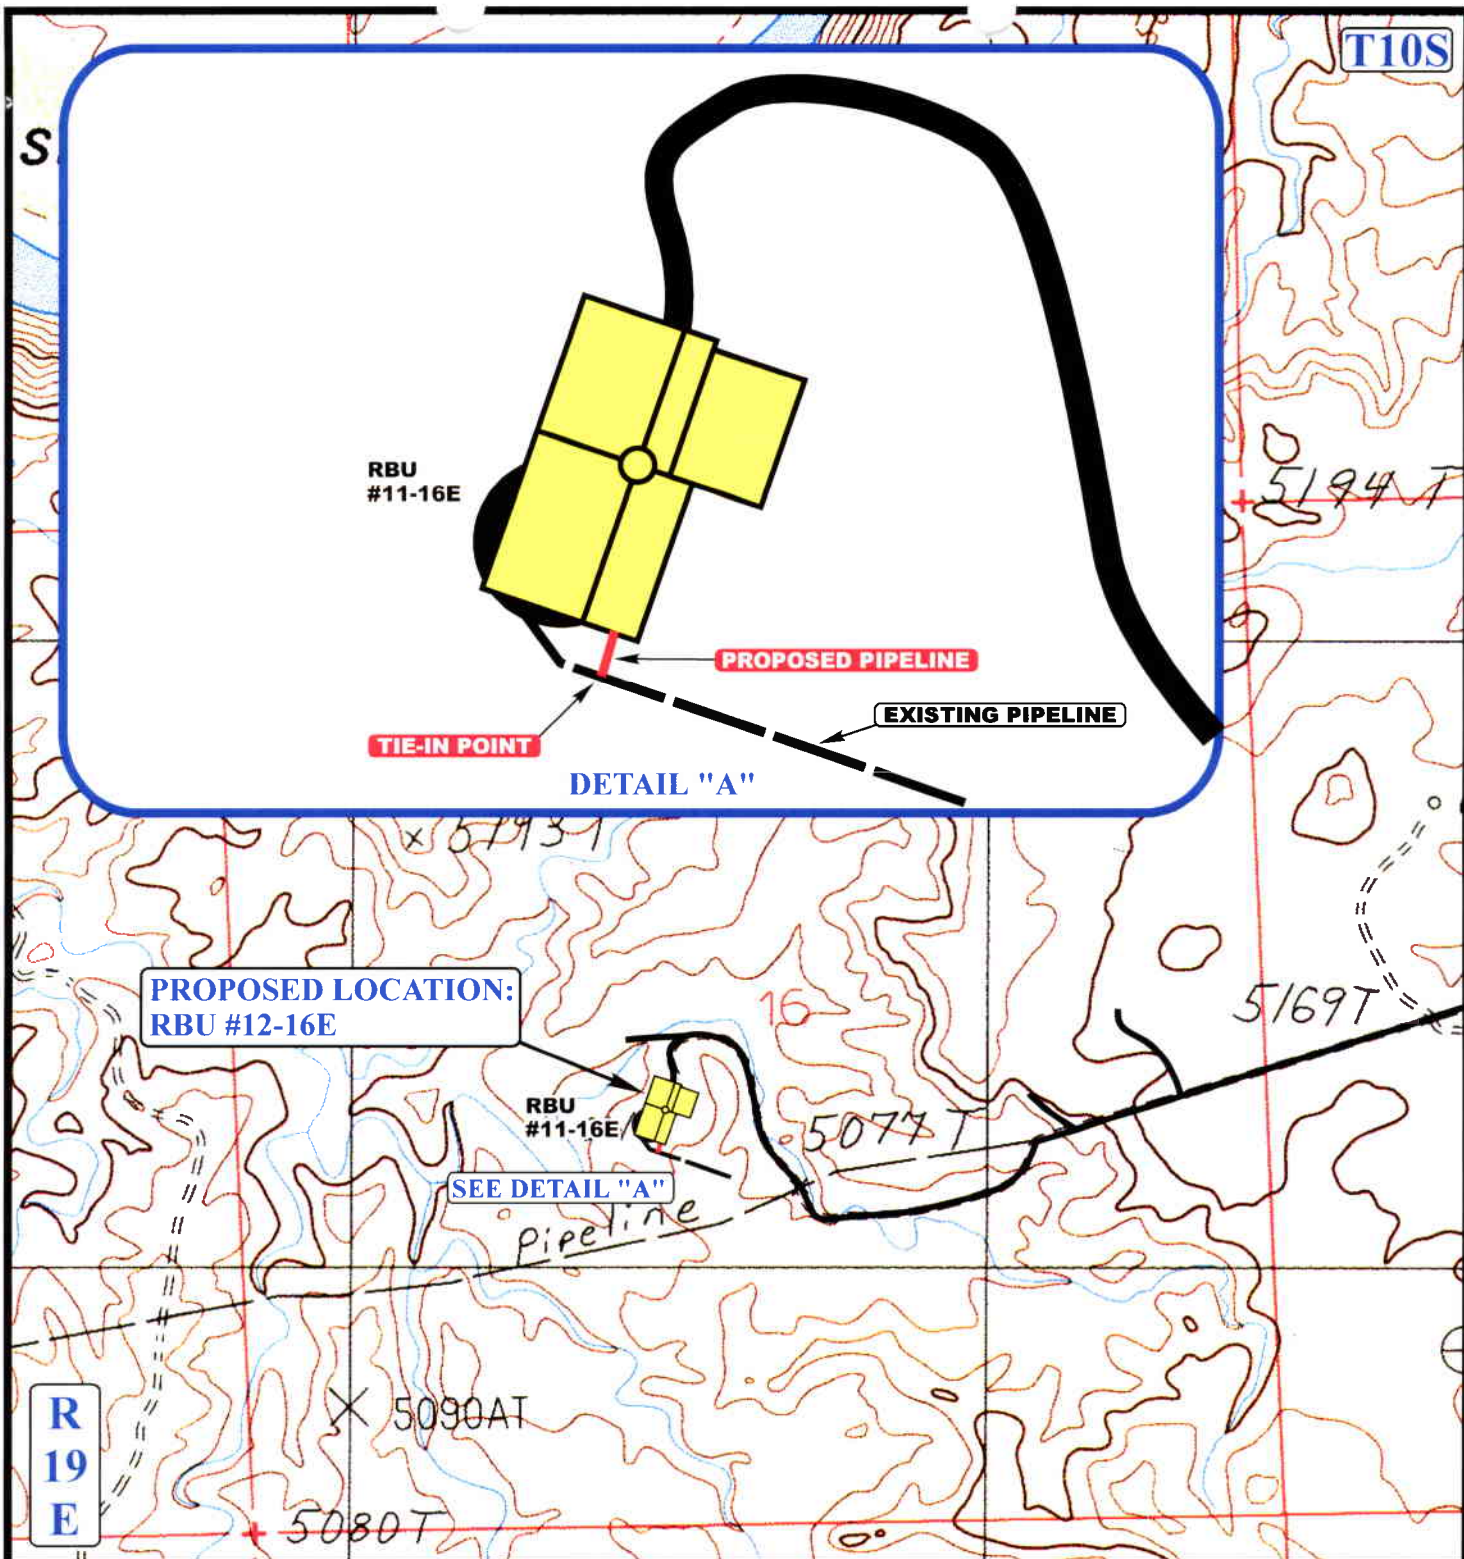 T10S
S
RBU
#11-16E
5194 T
PROPOSED PIPELINE
EXISTING PIPELINE
TIE-IN POINT
DETAIL "A"
PROPOSED LOCATION:
RBU #12-16E
16
5169T
RBU
#11-16E
5077 T
SEE DETAIL "A"
Pipeline
R
19
E
5090AT
5080T